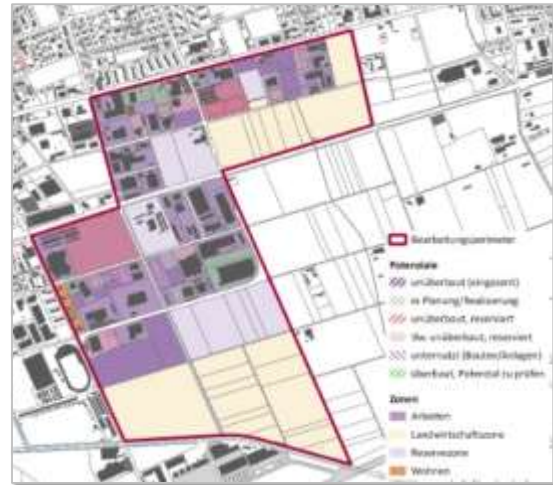 Bearbeitungsperimeter
Potenziale
unüberbaut (eingezont)
in Planung/Realisierung
unüberbaut, reserviert
tlw. unüberbaut, reserviert
unternutzt (Bauten/Anlagen)
überbaut, Potenzial zu prüfen
Zonen
Arbeiten
Landwirtschaftszone
Reservezone
Wohnen